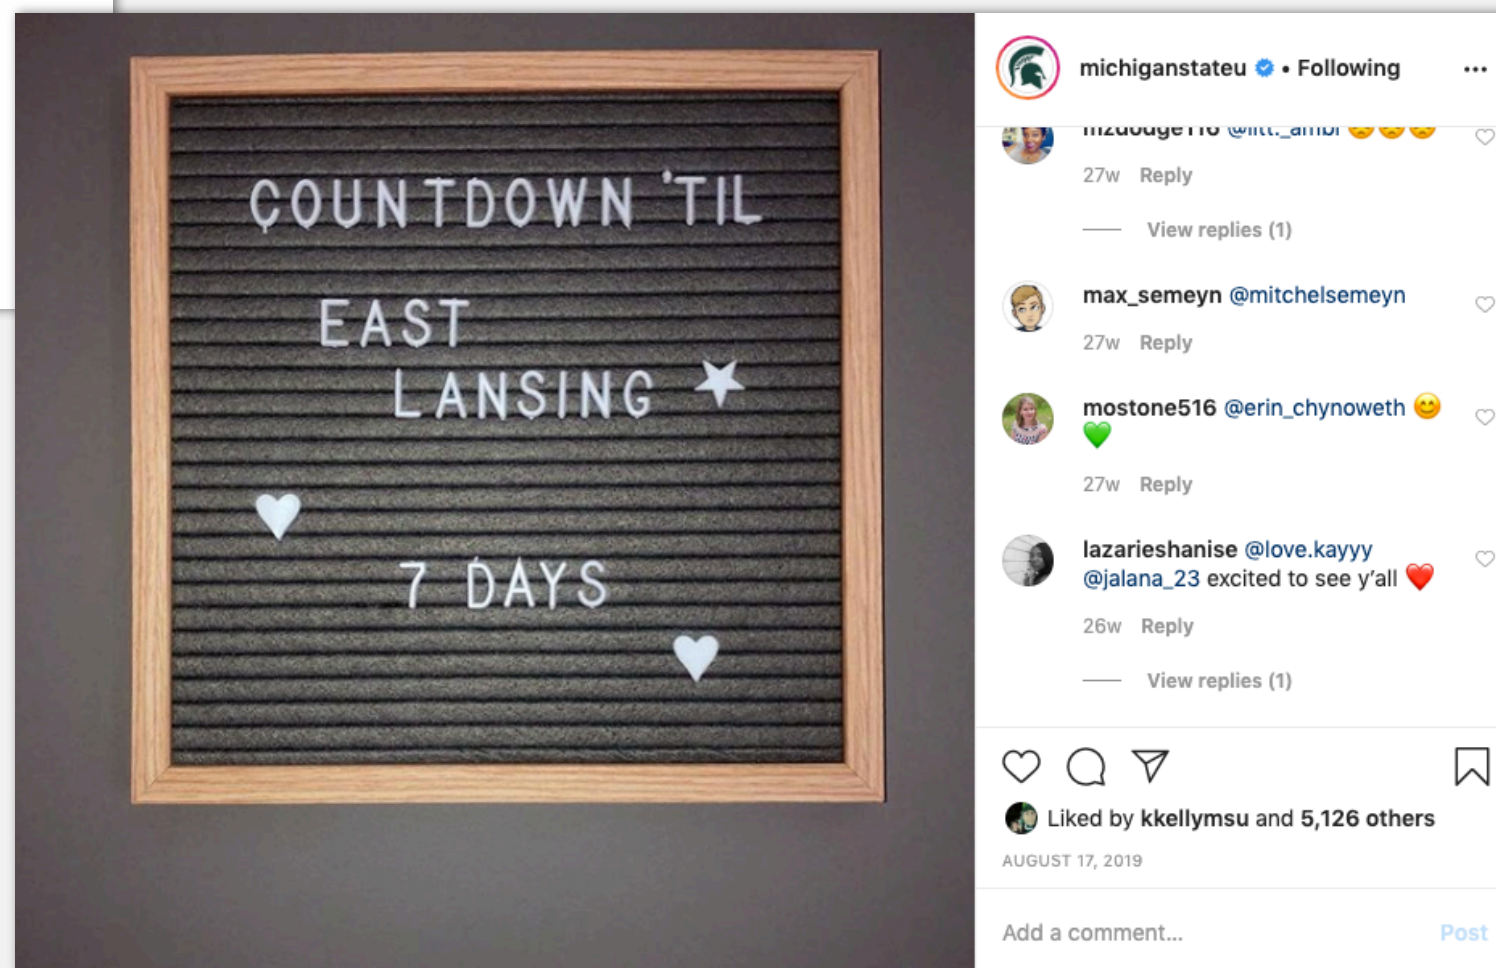 COUNTDOWN 'TIL
EAST
LANSING
7 DAYS
michiganstateu • Following
27w Reply
View replies (1)
max_semeyn @mitchelsemeyn
27w Reply
mostone516 @erin_chynoweth 😊
💚
27w Reply
lazarieshanise @love.kayyy
@jalana_23 excited to see y'all ❤️
26w Reply
View replies (1)
Liked by kkellymsu and 5,126 others
AUGUST 17, 2019
Add a comment...
Post